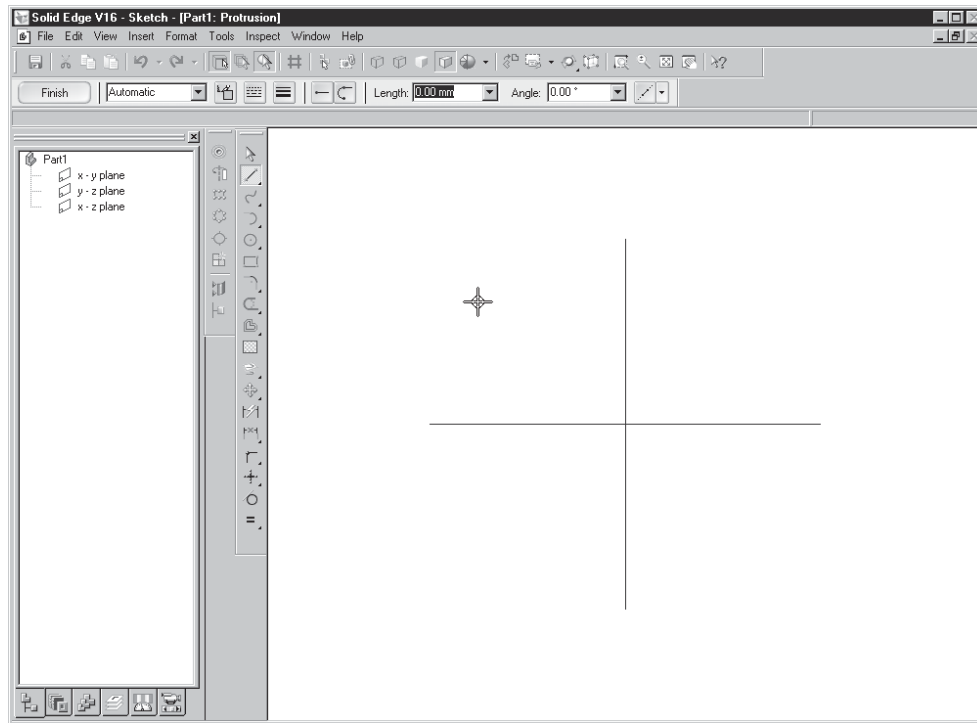 Solid Edge V16 - Sketch - [Part1: Protrusion]
File Edit View Insert Format Tools Inspect Window Help
Finish Automatic Length: 0.00 mm Angle: 0.00 °
Part1
x - y plane
y - z plane
x - z plane